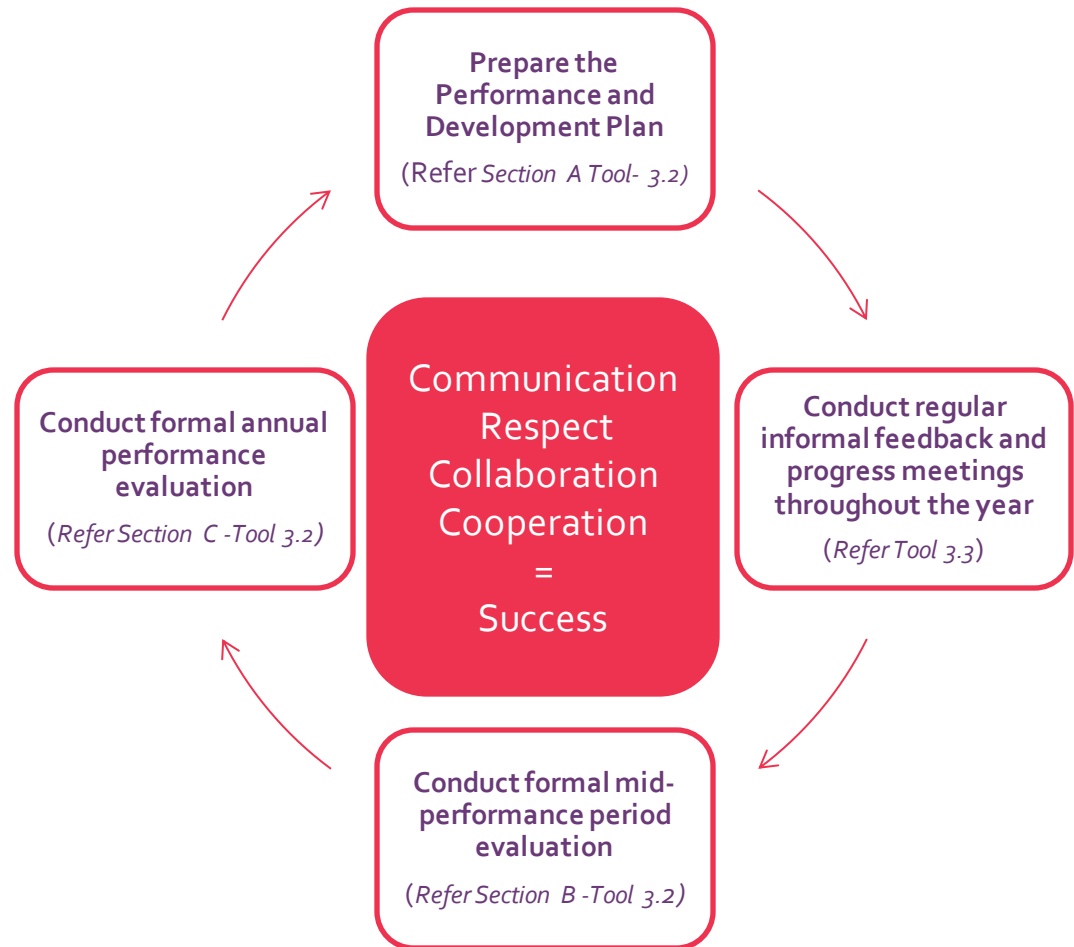 Prepare the
Performance and
Development Plan
(Refer Section A Tool- 3.2)
Conduct regular
informal feedback and
progress meetings
throughout the year
(Refer Tool 3.3)
Conduct formal mid-
performance period
evaluation
(Refer Section B -Tool 3.2)
Conduct formal annual
performance
evaluation
(Refer Section C -Tool 3.2)
Communication
Respect
Collaboration
Cooperation
=
Success